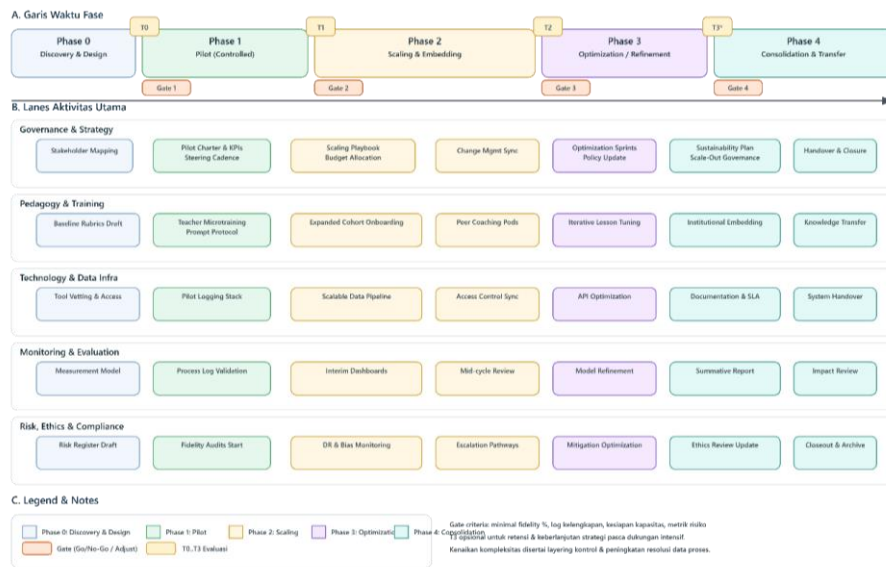 A. Garis Waktu Fase
T0
T1
T2
T3*
Phase 0
Discovery & Design
Phase 1
Pilot (Controlled)
Phase 2
Scaling & Embedding
Phase 3
Optimization / Refinement
Phase 4
Consolidation & Transfer
Gate 1
Gate 2
Gate 3
Gate 4
B. Lanes Aktivitas Utama
Governance & Strategy
Stakeholder Mapping
Pilot Charter & KPIs
Steering Cadence
Scaling Playbook
Budget Allocation
Change Mgmt Sync
Optimization Sprints
Policy Update
Sustainability Plan
Scale-Out Governance
Handover & Closure
Pedagogy & Training
Baseline Rubrics Draft
Teacher Microtraining
Prompt Protocol
Expanded Cohort Onboarding
Peer Coaching Pods
Iterative Lesson Tuning
Institutional Embedding
Knowledge Transfer
Technology & Data Infra
Tool Vetting & Access
Pilot Logging Stack
Scalable Data Pipeline
Access Control Sync
API Optimization
Documentation & SLA
System Handover
Monitoring & Evaluation
Measurement Model
Process Log Validation
Interim Dashboards
Mid-cycle Review
Model Refinement
Summative Report
Impact Review
Risk, Ethics & Compliance
Risk Register Draft
Fidelity Audits Start
DR & Bias Monitoring
Escalation Pathways
Mitigation Optimization
Ethics Review Update
Closeout & Archive
C. Legend & Notes
Phase 0: Discovery & Design
Phase 1: Pilot
Phase 2: Scaling
Phase 3: Optimizatio
Phase 4: Consolidation
Gate (Go/No-Go / Adjust)
T0..T3 Evaluasi
Gate criteria: minimal fidelity %, log kelengkapan, kesiapan kapasitas, metrik risiko
T3 opsional untuk retensi & keberlanjutan strategi pasca dukungan intensif.
Kenaikan kompleksitas disertai layering kontrol & peningkatan resolusi data proses.